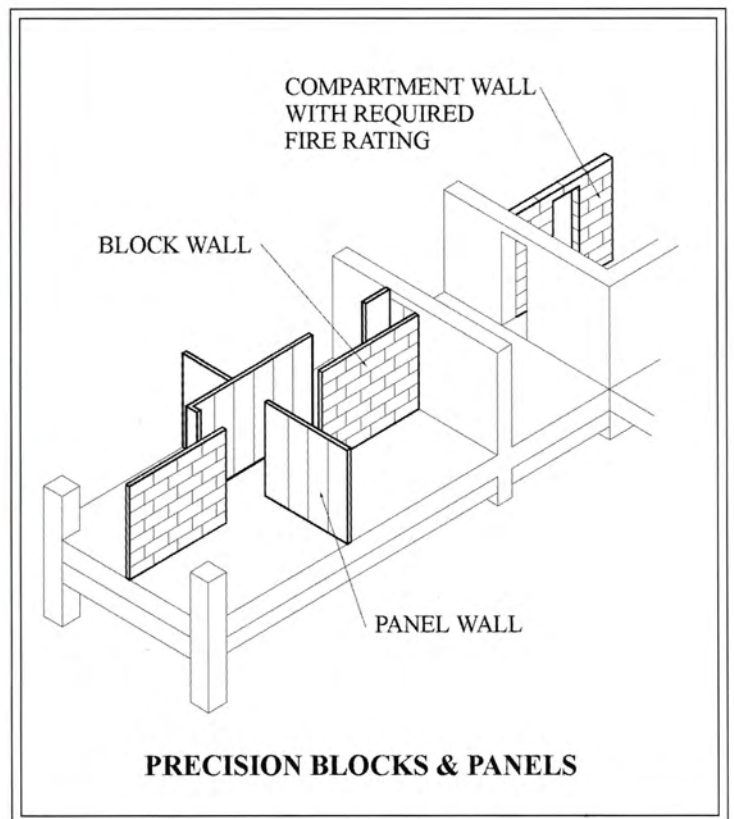 COMPARTMENT WALL
WITH REQUIRED
FIRE RATING
BLOCK WALL
PANEL WALL
PRECISION BLOCKS & PANELS